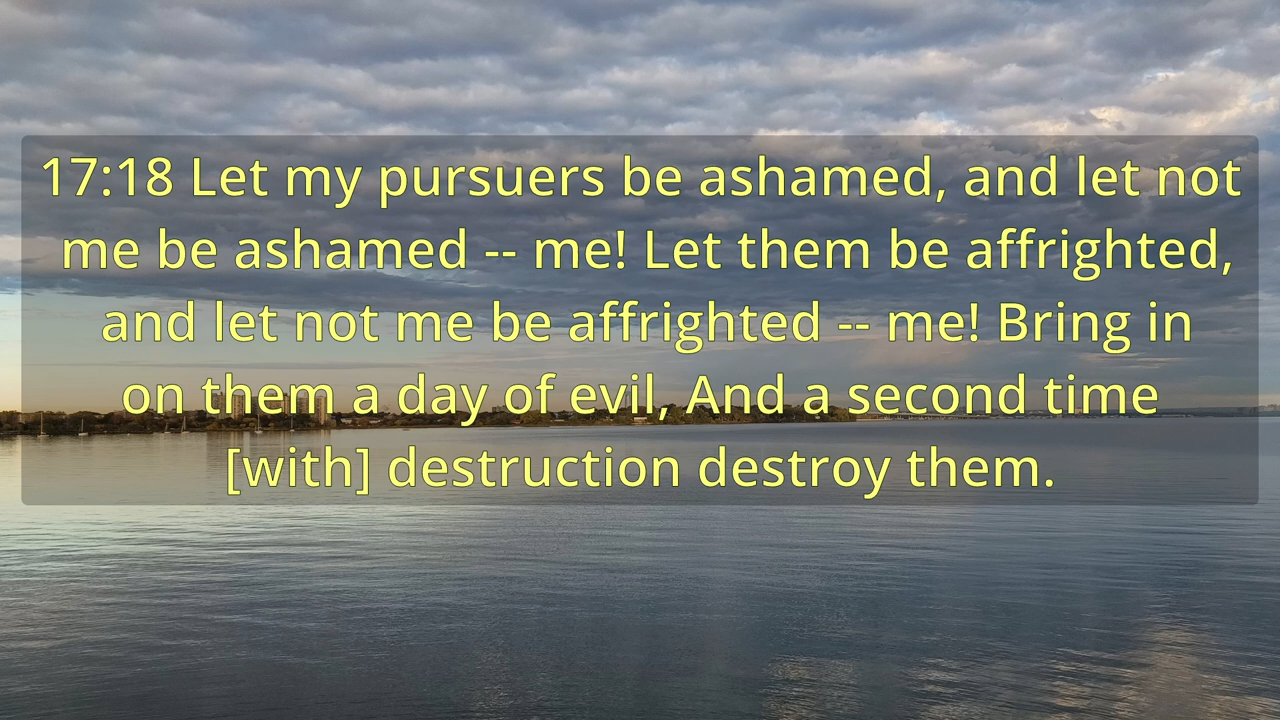 17:18 Let my pursuers be ashamed, and let not
me be ashamed -- me! Let them be affrighted,
and let not me be affrighted -- me! Bring in
on them a day of evil, And a second time
[with] destruction destroy them.